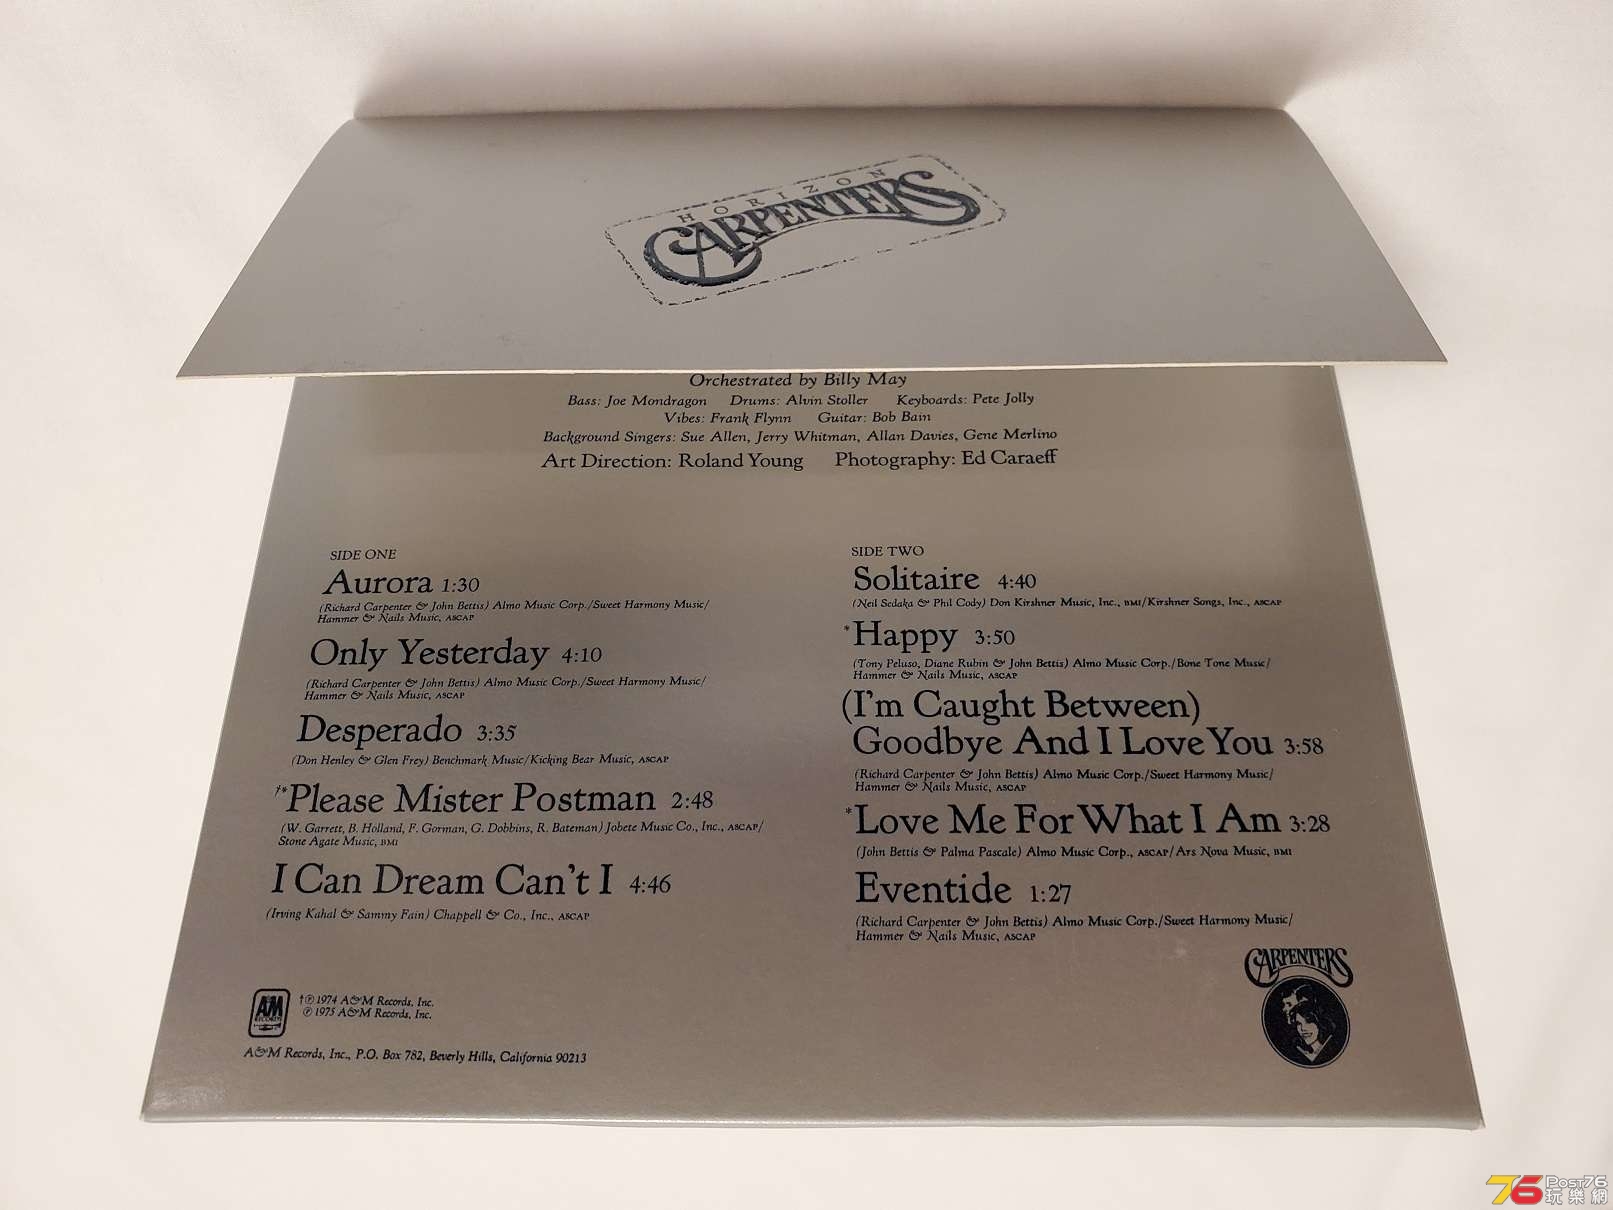 HORIZON
CARPENTERS
Orchestrated by Billy May
Bass: Joe Mondragon Drums: Alvin Stoller Keyboards: Pete Jolly
Vibes: Frank Flynn Guitar: Bob Bain
Background Singers: Sue Allen, Jerry Whitman, Allan Davies, Gene Merlino
Art Direction: Roland Young Photography: Ed Caraeff
SIDE ONE
Aurora 1:30
(Richard Carpenter & John Bettis) Almo Music Corp./Sweet Harmony Music/
Hammer & Nails Music, ASCAP
Only Yesterday 4:10
(Richard Carpenter & John Bettis) Almo Music Corp./Sweet Harmony Music/
Hammer & Nails Music, ASCAP
Desperado 3:35
(Don Henley & Glen Frey) Benchmark Music/Kicking Bear Music, ASCAP
†*Please Mister Postman 2:48
(W. Garrett, B. Holland, F. Gorman, G. Dobbins, R. Bateman) Jobete Music Co., Inc., ASCAP/
Stone Agate Music, BMI
I Can Dream Can't I 4:46
(Irving Kahal & Sammy Fain) Chappell & Co., Inc., ASCAP
SIDE TWO
Solitaire 4:40
(Neil Sedaka & Phil Cody) Don Kirshner Music, Inc., BMI/Kirshner Songs, Inc., ASCAP
*Happy 3:50
(Tony Peluso, Diane Rubin & John Bettis) Almo Music Corp./Bone Tone Music/
Hammer & Nails Music, ASCAP
(I'm Caught Between)
Goodbye And I Love You 3:58
(Richard Carpenter & John Bettis) Almo Music Corp./Sweet Harmony Music/
Hammer & Nails Music, ASCAP
*Love Me For What I Am 3:28
(John Bettis & Palma Pascale) Almo Music Corp., ASCAP/Ars Nova Music, BMI
Eventide 1:27
(Richard Carpenter & John Bettis) Almo Music Corp./Sweet Harmony Music/
Hammer & Nails Music, ASCAP
CARPENTERS
A&M
RECORDS
†℗ 1974 A&M Records, Inc.
℗ 1975 A&M Records, Inc.
A&M Records, Inc., P.O. Box 782, Beverly Hills, California 90213
76 Post76
玩樂網